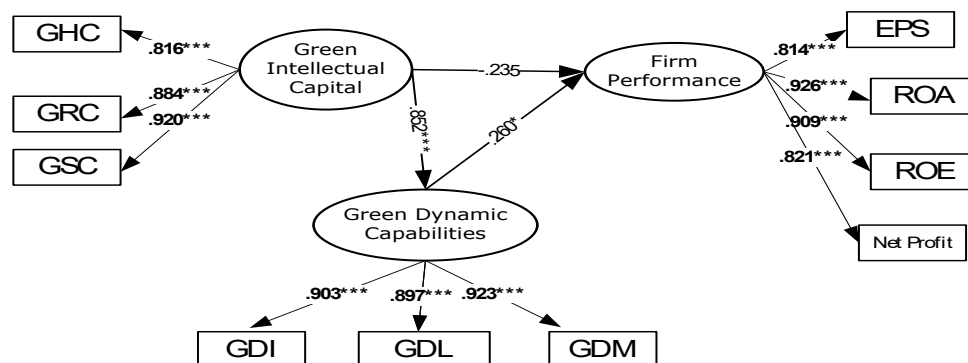 GHC
.816***
Green
Intellectual
Capital
.884***
GRC
.920***
GSC
-.235
.852***
.260*
Firm
Performance
.814***
EPS
.926***
ROA
.909***
ROE
.821***
Net Profit
Green Dynamic
Capabilities
.903***
.897***
.923***
GDI
GDL
GDM